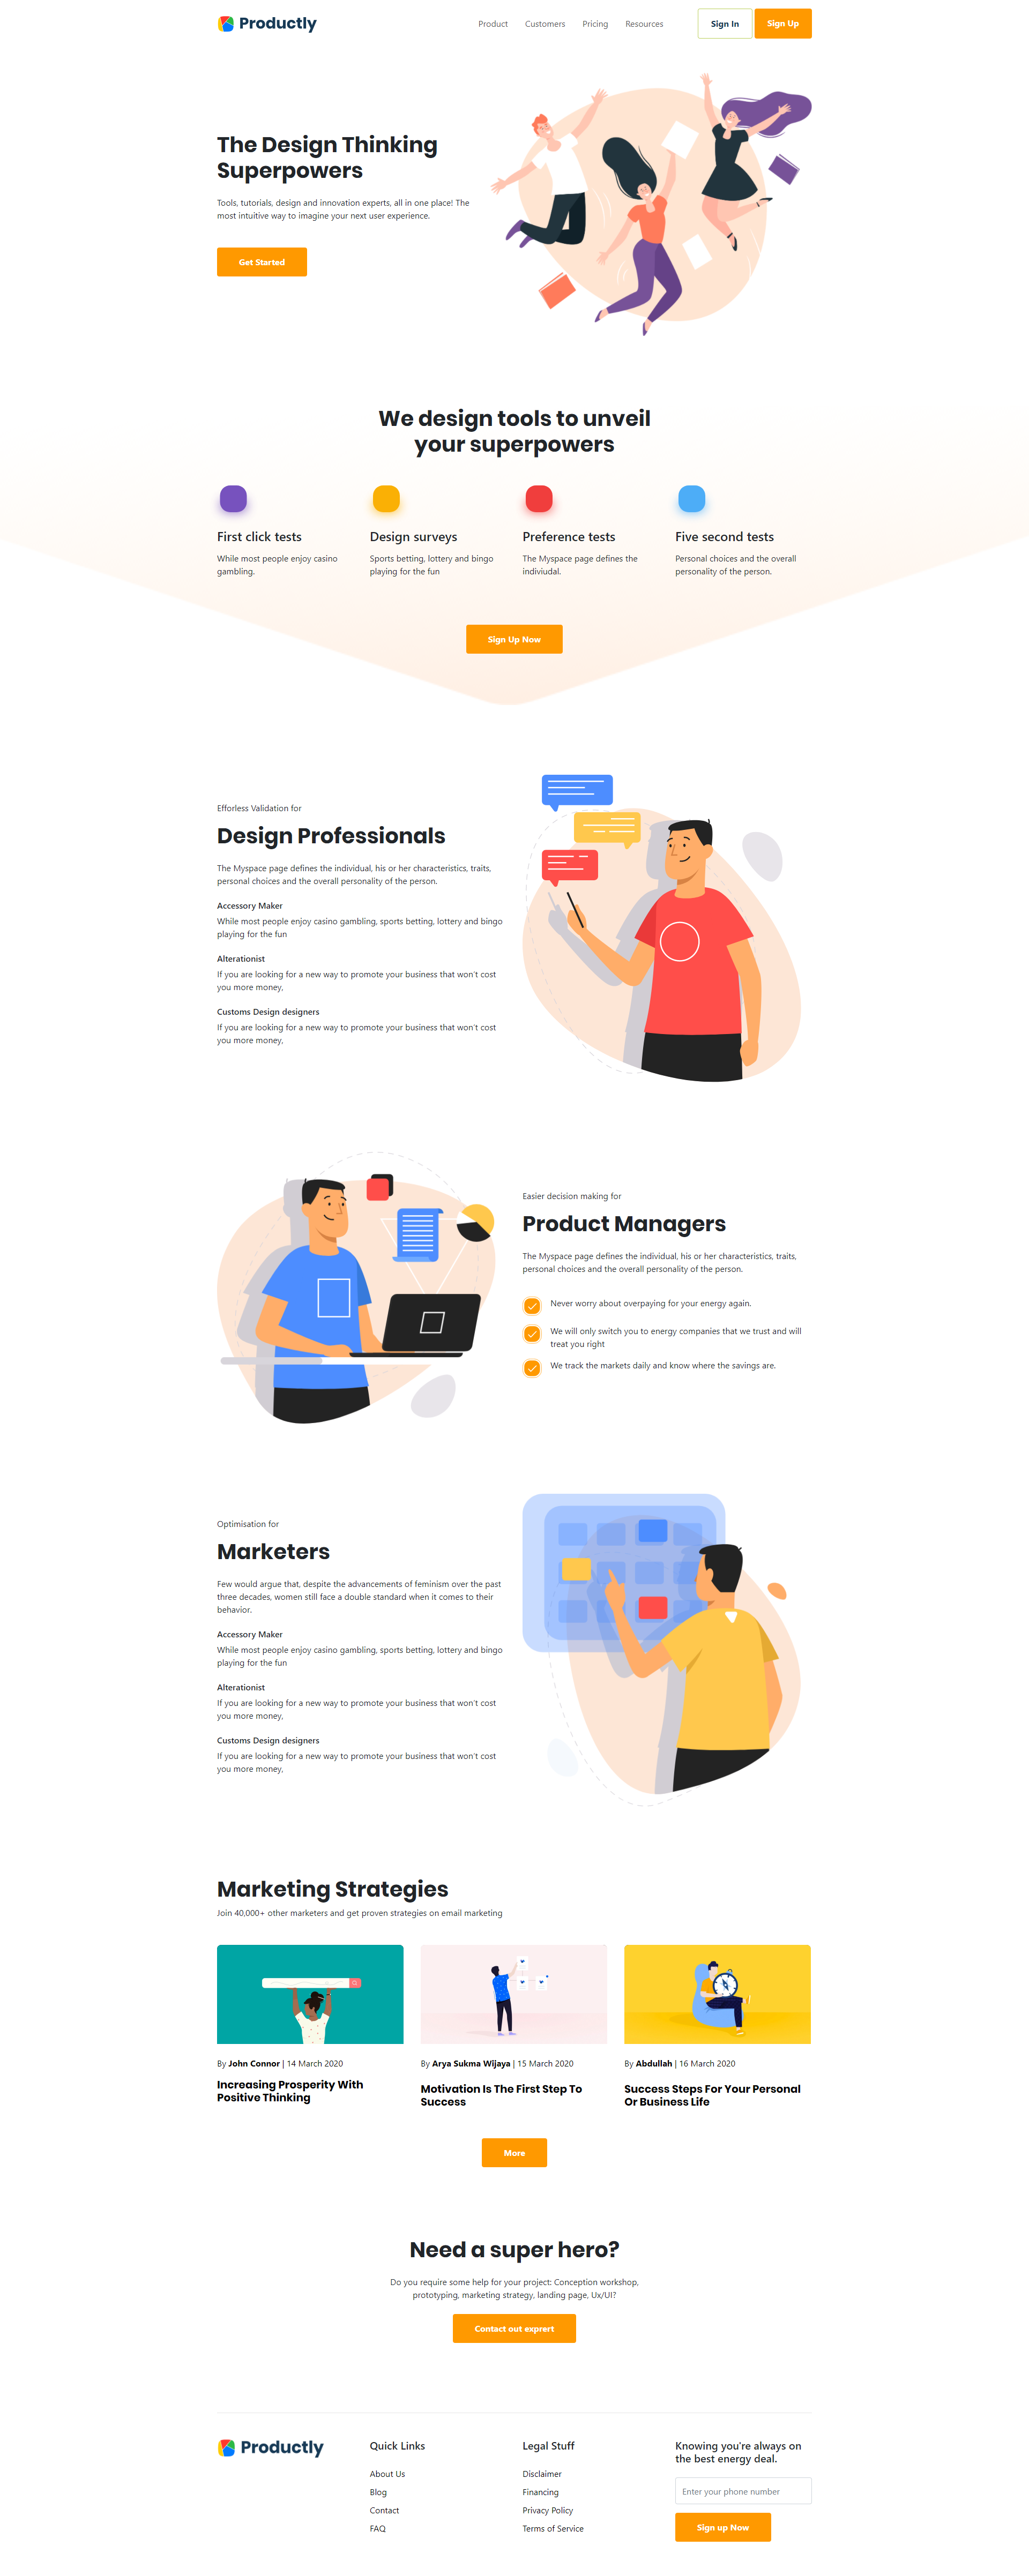 Productly
Product Customers Pricing Resources Sign In Sign Up
The Design Thinking
Superpowers
Tools, tutorials, design and innovation experts, all in one place! The
most intuitive way to imagine your next user experience.
Get Started
We design tools to unveil
your superpowers
First click tests
While most people enjoy casino
gambling.
Design surveys
Sports betting, lottery and bingo
playing for the fun
Preference tests
The Myspace page defines the
indiviudal.
Five second tests
Personal choices and the overall
personality of the person.
Sign Up Now
Efforless Validation for
Design Professionals
The Myspace page defines the individual, his or her characteristics, traits,
personal choices and the overall personality of the person.
Accessory Maker
While most people enjoy casino gambling, sports betting, lottery and bingo
playing for the fun
Alterationist
If you are looking for a new way to promote your business that won't cost
you more money,
Customs Design designers
If you are looking for a new way to promote your business that won't cost
you more money,
Easier decision making for
Product Managers
The Myspace page defines the individual, his or her characteristics, traits,
personal choices and the overall personality of the person.
Never worry about overpaying for your energy again.
We will only switch you to energy companies that we trust and will
treat you right
We track the markets daily and know where the savings are.
Optimisation for
Marketers
Few would argue that, despite the advancements of feminism over the past
three decades, women still face a double standard when it comes to their
behavior.
Accessory Maker
While most people enjoy casino gambling, sports betting, lottery and bingo
playing for the fun
Alterationist
If you are looking for a new way to promote your business that won't cost
you more money,
Customs Design designers
If you are looking for a new way to promote your business that won't cost
you more money,
Marketing Strategies
Join 40,000+ other marketers and get proven strategies on email marketing
By John Connor | 14 March 2020
Increasing Prosperity With
Positive Thinking
By Arya Sukma Wijaya | 15 March 2020
Motivation Is The First Step To
Success
By Abdullah | 16 March 2020
Success Steps For Your Personal
Or Business Life
More
Need a super hero?
Do you require some help for your project: Conception workshop,
prototyping, marketing strategy, landing page, Ux/UI?
Contact out exprert
Productly
Quick Links
About Us
Blog
Contact
FAQ
Legal Stuff
Disclaimer
Financing
Privacy Policy
Terms of Service
Knowing you're always on
the best energy deal.
Enter your phone number
Sign up Now